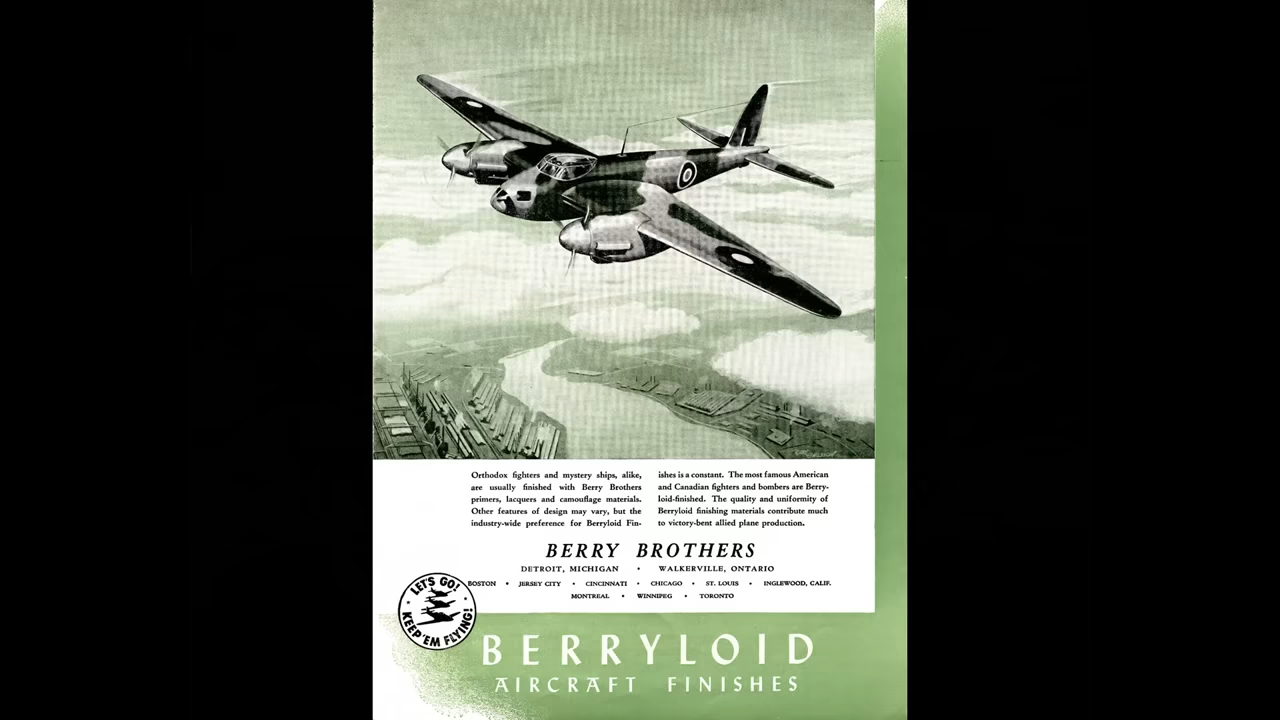 Orthodox fighters and mystery ships, alike,
are usually finished with Berry Brothers
primers, lacquers and camouflage materials.
Other features of design may vary, but the
industry-wide preference for Berryloid Fin-
ishes is a constant. The most famous American
and Canadian fighters and bombers are Berry-
loid-finished. The quality and uniformity of
Berryloid finishing materials contribute much
to victory-bent allied plane production.
BERRY BROTHERS
DETROIT, MICHIGAN • WALKERVILLE, ONTARIO
BOSTON • JERSEY CITY • CINCINNATI • CHICAGO • ST. LOUIS • INGLEWOOD, CALIF.
MONTREAL • WINNIPEG • TORONTO
LET'S GO!
KEEP 'EM FLYING!
BERRYLOID
AIRCRAFT FINISHES